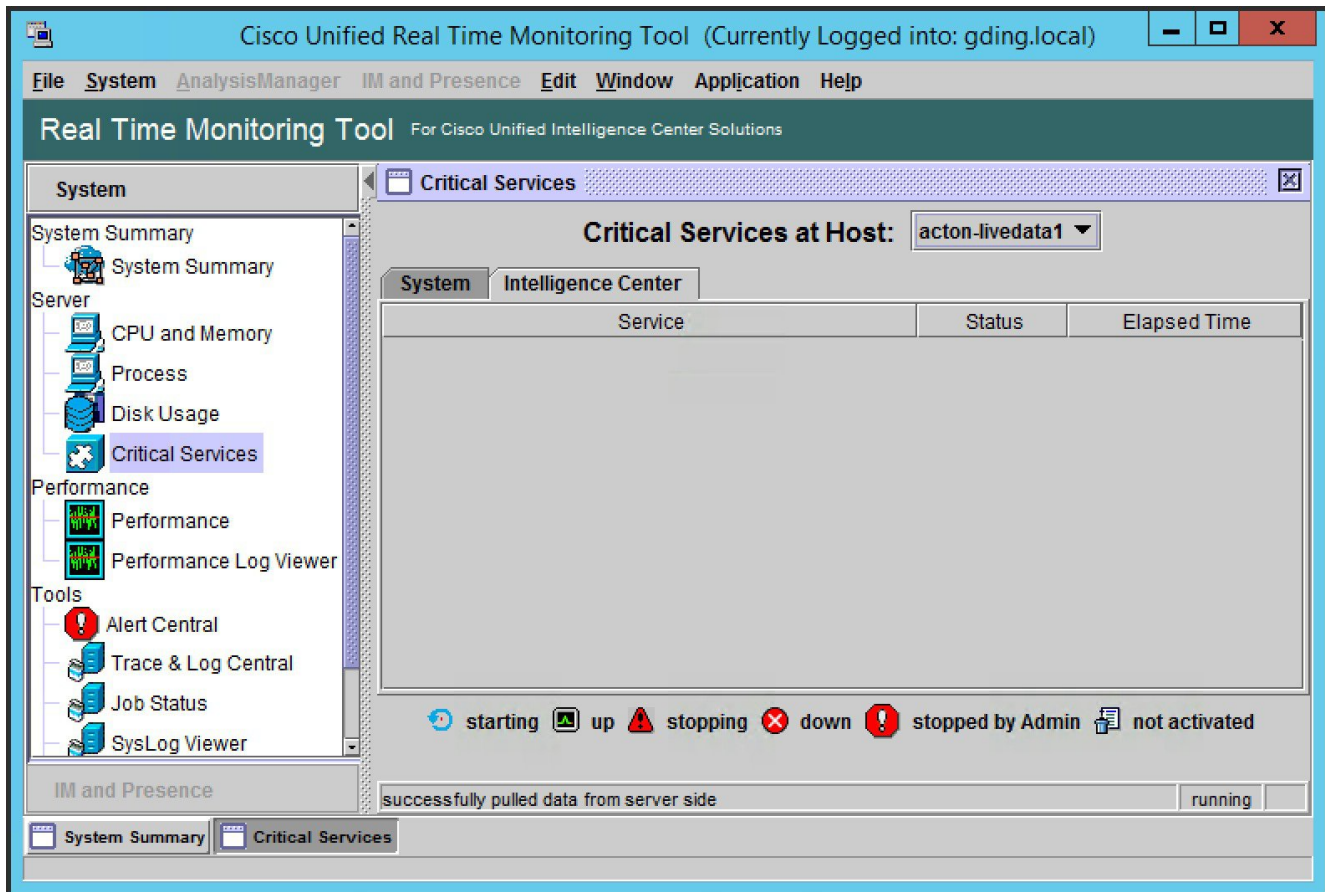 Cisco Unified Real Time Monitoring Tool (Currently Logged into: gding.local)
File System AnalysisManager IM and Presence Edit Window Application Help
Real Time Monitoring Tool For Cisco Unified Intelligence Center Solutions
System
System Summary
System Summary
Server
CPU and Memory
Process
Disk Usage
Critical Services
Performance
Performance
Performance Log Viewer
Tools
Alert Central
Trace & Log Central
Job Status
SysLog Viewer
IM and Presence
Critical Services
Critical Services at Host: acton-livedata1
System Intelligence Center
Service Status Elapsed Time
starting up stopping down stopped by Admin not activated
successfully pulled data from server side running
System Summary Critical Services